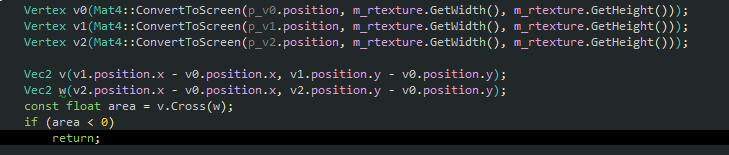 Vertex v0(Mat4::ConvertToScreen(p_v0.position, m_rtexture.GetWidth(), m_rtexture.GetHeight()));
Vertex v1(Mat4::ConvertToScreen(p_v1.position, m_rtexture.GetWidth(), m_rtexture.GetHeight()));
Vertex v2(Mat4::ConvertToScreen(p_v2.position, m_rtexture.GetWidth(), m_rtexture.GetHeight()));
Vec2 v(v1.position.x - v0.position.x, v1.position.y - v0.position.y);
Vec2 w(v2.position.x - v0.position.x, v2.position.y - v0.position.y);
const float area = v.Cross(w);
if (area < 0)
return;